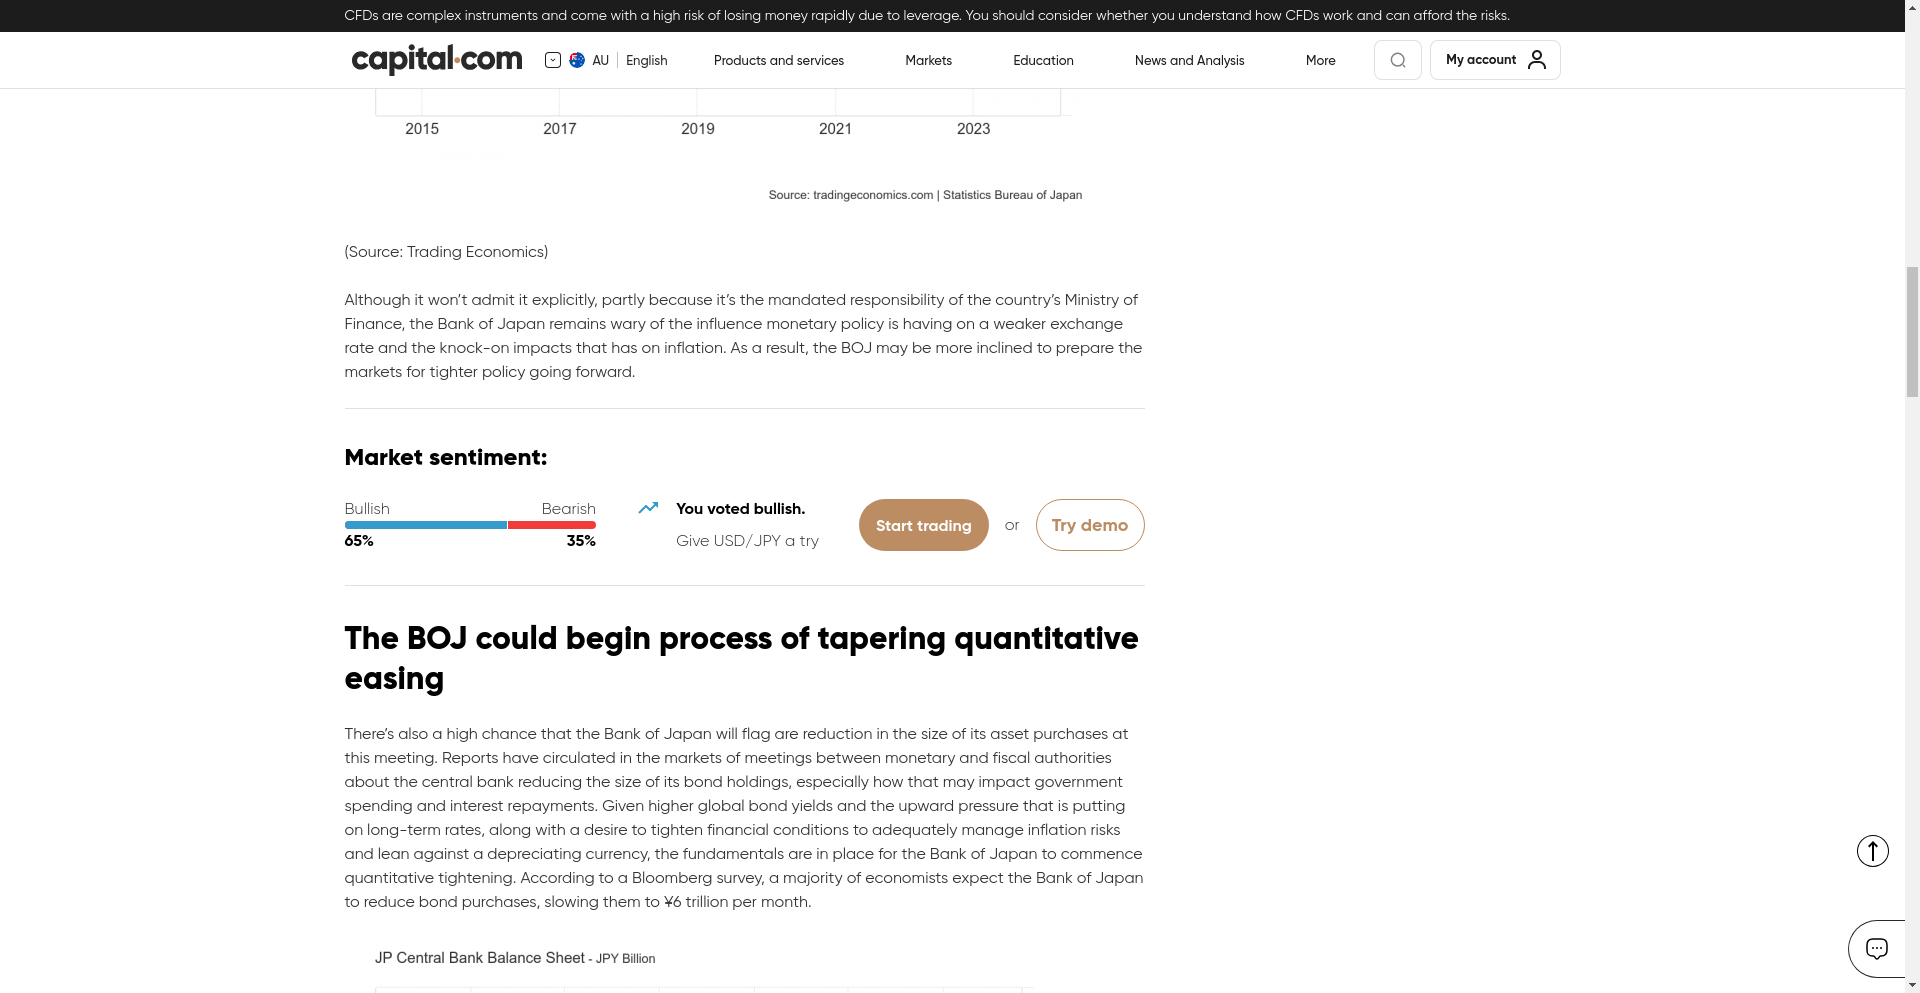 CFDs are complex instruments and come with a high risk of losing money rapidly due to leverage. You should consider whether you understand how CFDs work and can afford the risks.
capital.com
AU English
Products and services
Markets
Education
News and Analysis
More
My account
2015 2017 2019 2021 2023
Source: tradingeconomics.com | Statistics Bureau of Japan
(Source: Trading Economics)
Although it won’t admit it explicitly, partly because it’s the mandated responsibility of the country’s Ministry of
Finance, the Bank of Japan remains wary of the influence monetary policy is having on a weaker exchange
rate and the knock-on impacts that has on inflation. As a result, the BOJ may be more inclined to prepare the
markets for tighter policy going forward.
Market sentiment:
Bullish Bearish
65% 35%
You voted bullish.
Give USD/JPY a try
Start trading
or
Try demo
The BOJ could begin process of tapering quantitative
easing
There’s also a high chance that the Bank of Japan will flag are reduction in the size of its asset purchases at
this meeting. Reports have circulated in the markets of meetings between monetary and fiscal authorities
about the central bank reducing the size of its bond holdings, especially how that may impact government
spending and interest repayments. Given higher global bond yields and the upward pressure that is putting
on long-term rates, along with a desire to tighten financial conditions to adequately manage inflation risks
and lean against a depreciating currency, the fundamentals are in place for the Bank of Japan to commence
quantitative tightening. According to a Bloomberg survey, a majority of economists expect the Bank of Japan
to reduce bond purchases, slowing them to ¥6 trillion per month.
JP Central Bank Balance Sheet - JPY Billion